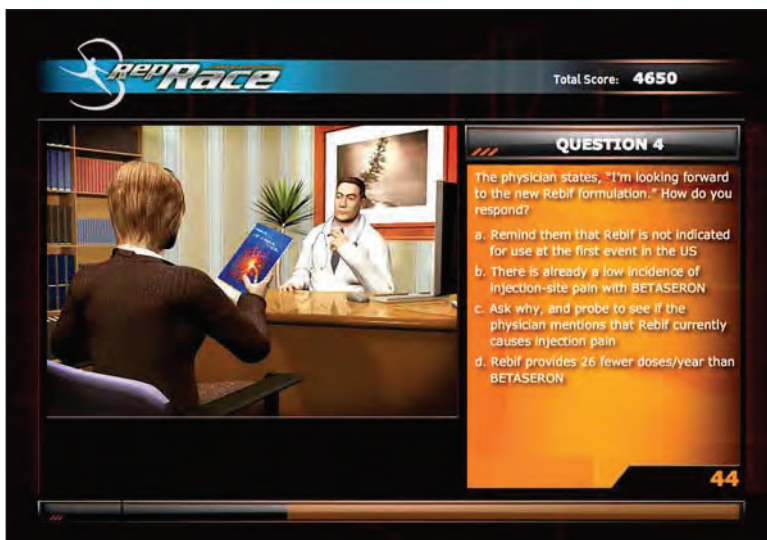 RepRace
Total Score: 4650
QUESTION 4
The physician states, "I'm looking forward
to the new Rebif formulation." How do you
respond?
a. Remind them that Rebif is not indicated
for use at the first event in the US
b. There is already a low incidence of
injection-site pain with BETASERON
c. Ask why, and probe to see if the
physician mentions that Rebif currently
causes injection pain
d. Rebif provides 26 fewer doses/year than
BETASERON
44